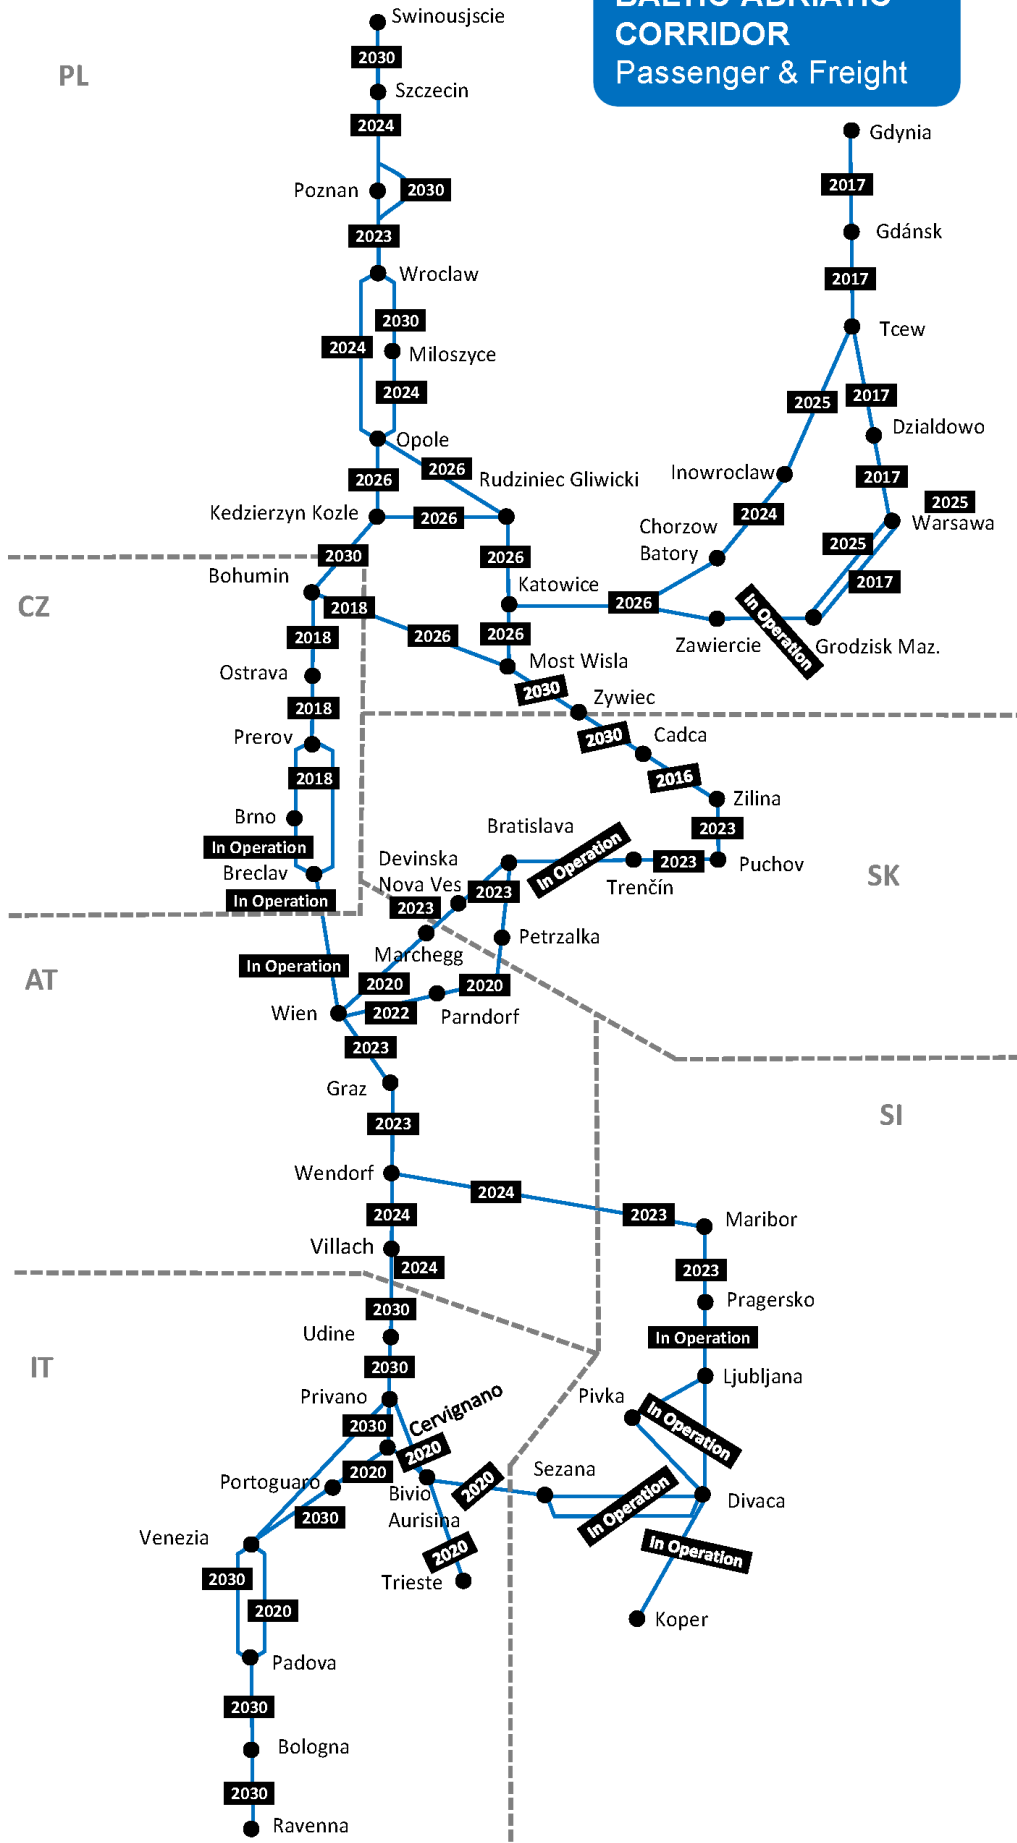 BALTIC ADRIATIC
CORRIDOR
Passenger & Freight
Swinousjscie
2030
PL
Szczecin
2024
Gdynia
Poznan
2030
2017
2023
Gdánsk
Wroclaw
2017
2030
Tcew
2024
Miloszyce
2024
2025
2017
Opole
Dzialdowo
2026
2026
Rudziniec Gliwicki
Inowroclaw
2017
2025
Kedzierzyn Kozle
2026
2024
Warsawa
Chorzow
Batory
2025
2030
2026
2017
Bohumin
Katowice
CZ
2018
2026
In Operation
2018
2026
2026
Zawiercie
Grodzisk Maz.
Ostrava
Most Wisla
2030
Zywiec
2018
Prerov
2030
Cadca
2018
2016
Zilina
Brno
Bratislava
2023
In Operation
Devinska
Nova Ves
In Operation
Trenčín
2023
Puchov
Breclav
2023
SK
In Operation
2023
Petrzalka
Marchegg
In Operation
AT
2020
2020
Wien
2022
Parndorf
2023
Graz
2023
SI
Wendorf
2024
2024
2023
Maribor
Villach
2024
2023
2030
Pragersko
Udine
In Operation
IT
2030
Ljubljana
Privano
Pivka
Cervignano
2030
In Operation
2020
2020
Sezana
Portoguaro
Bivio
Aurisina
2020
In Operation
Divaca
2030
Venezia
2020
In Operation
2030
Trieste
2020
Koper
Padova
2030
Bologna
2030
Ravenna